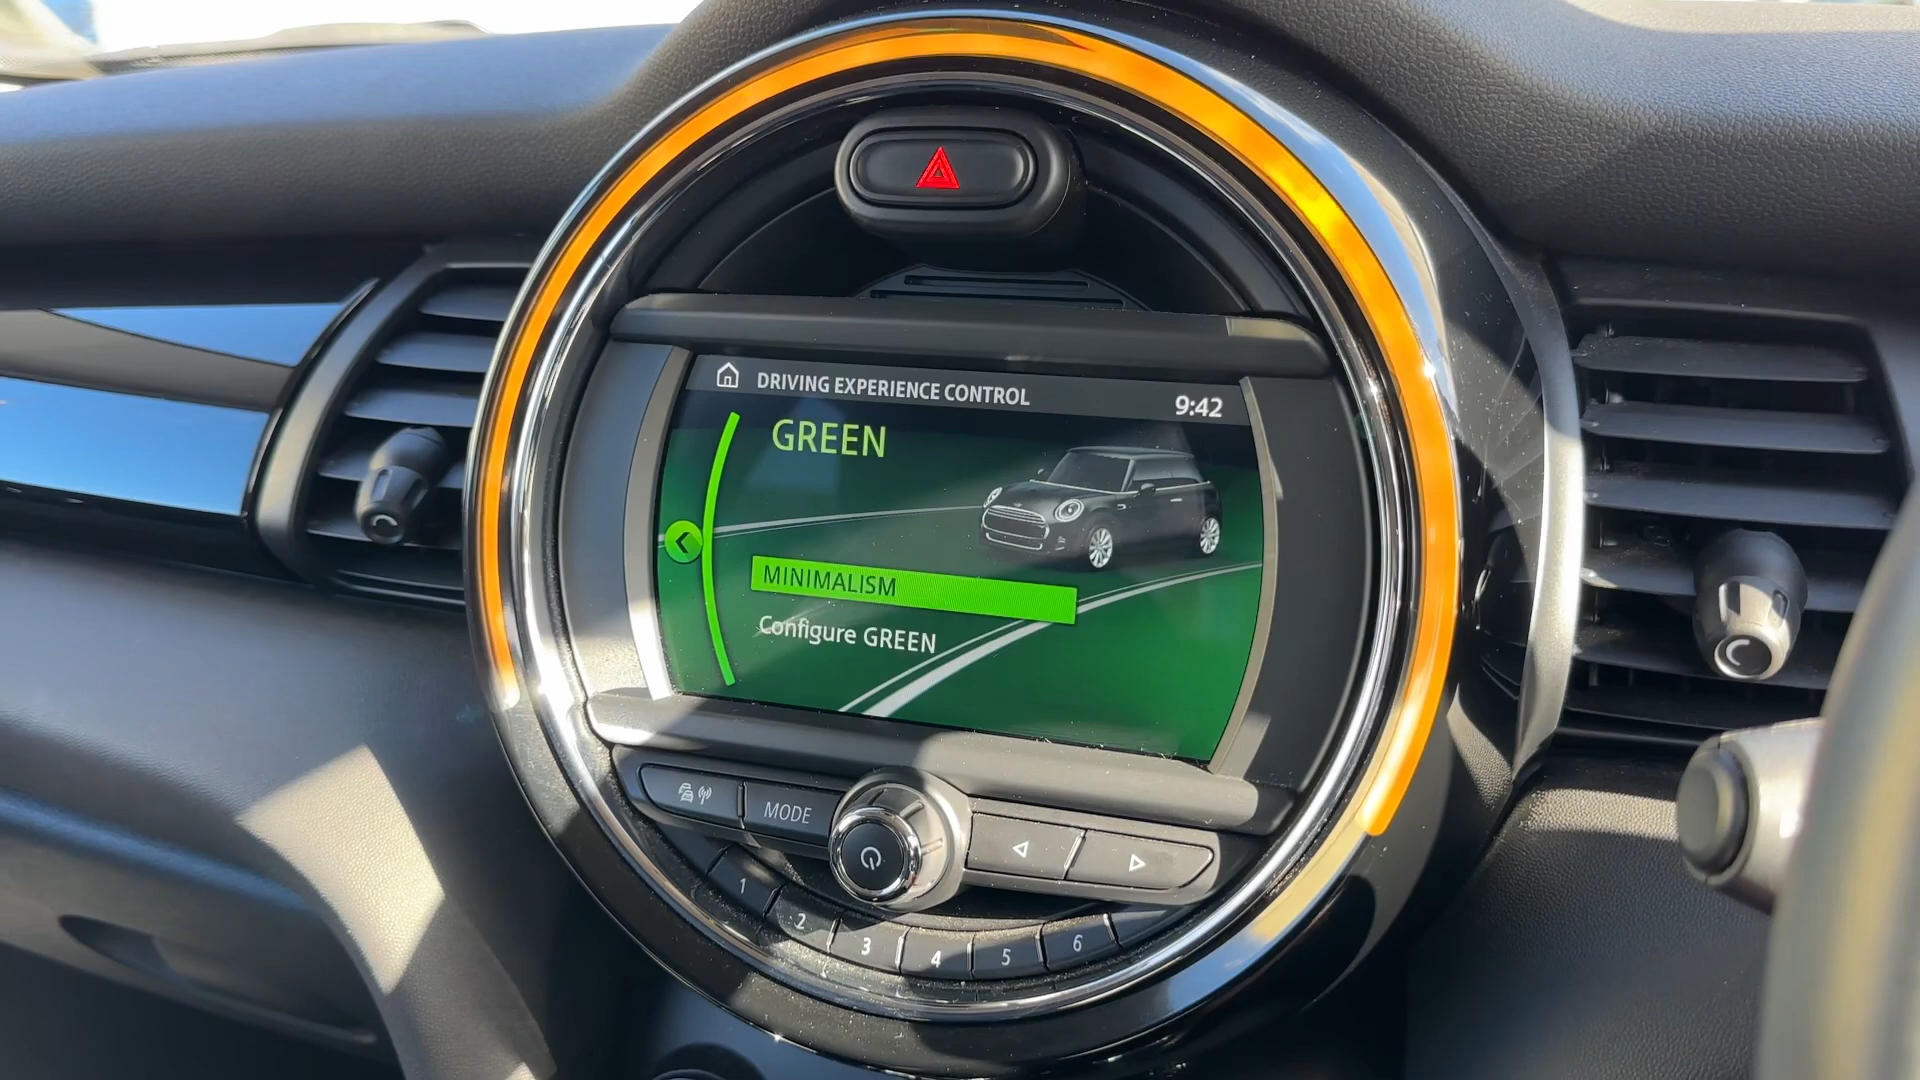 DRIVING EXPERIENCE CONTROL
9:42
GREEN
MINIMALISM
Configure GREEN
MODE
1
2
3
4
5
6